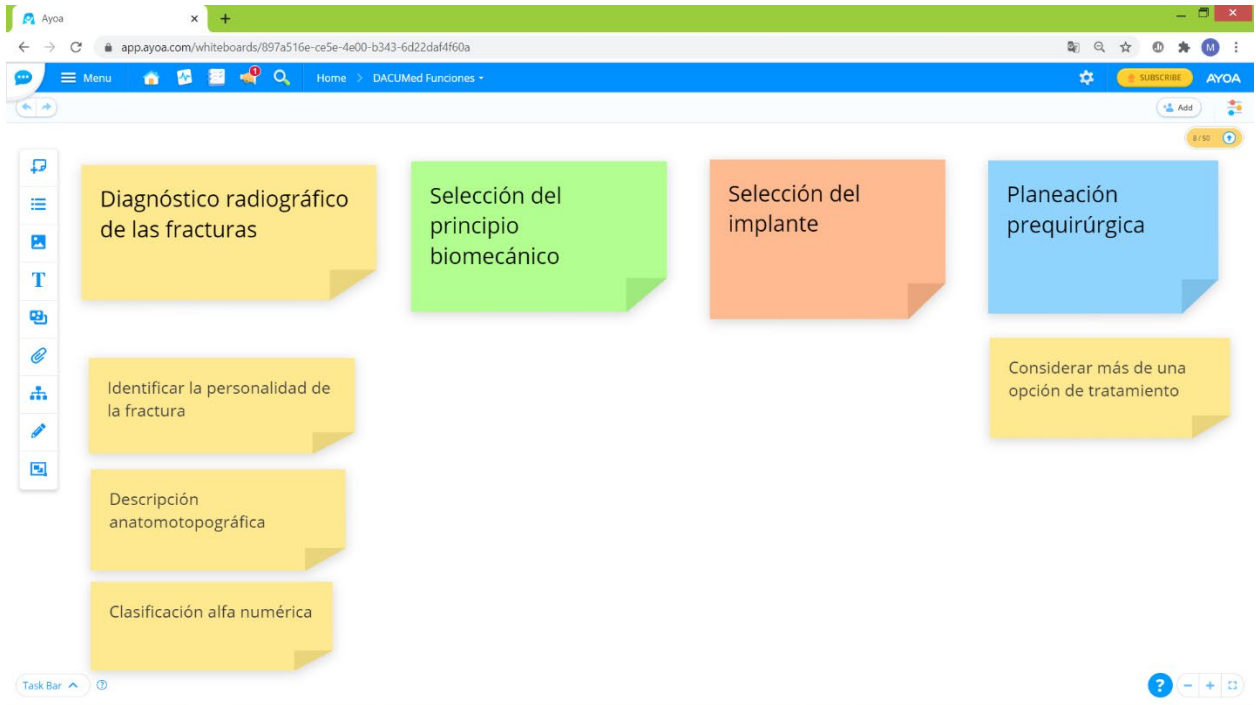 Ayoa
app.ayoa.com/whiteboards/897a516e-ce5e-4e00-b343-6d22daf4f60a
M
Menu
1
Home > DACUMed Funciones
SUBSCRIBE
AYOA
Add
8/50
Diagnóstico radiográfico
de las fracturas
Selección del
principio
biomecánico
Selección del
implante
Planeación
prequirúrgica
Identificar la personalidad de
la fractura
Considerar más de una
opción de tratamiento
Descripción
anatomotopográfica
Clasificación alfa numérica
T
Task Bar
?
?